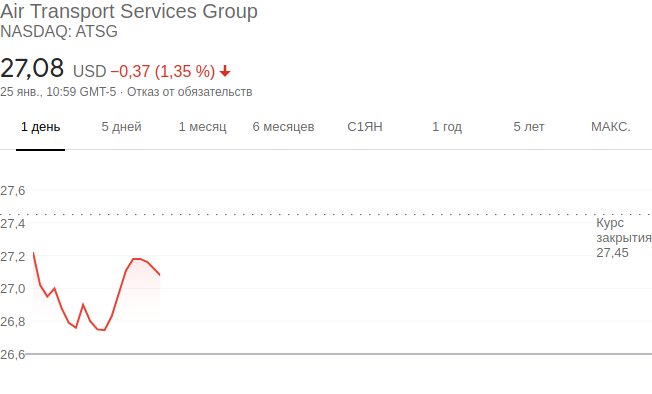 Air Transport Services Group
NASDAQ: ATSG
27,08 USD −0,37 (1,35 %)
25 янв., 10:59 GMT-5 · Отказ от обязательств
1 день 5 дней 1 месяц 6 месяцев С1ЯН 1 год 5 лет МАКС.
27,6
27,4
Курс
закрытия
27,45
27,2
27,0
26,8
26,6